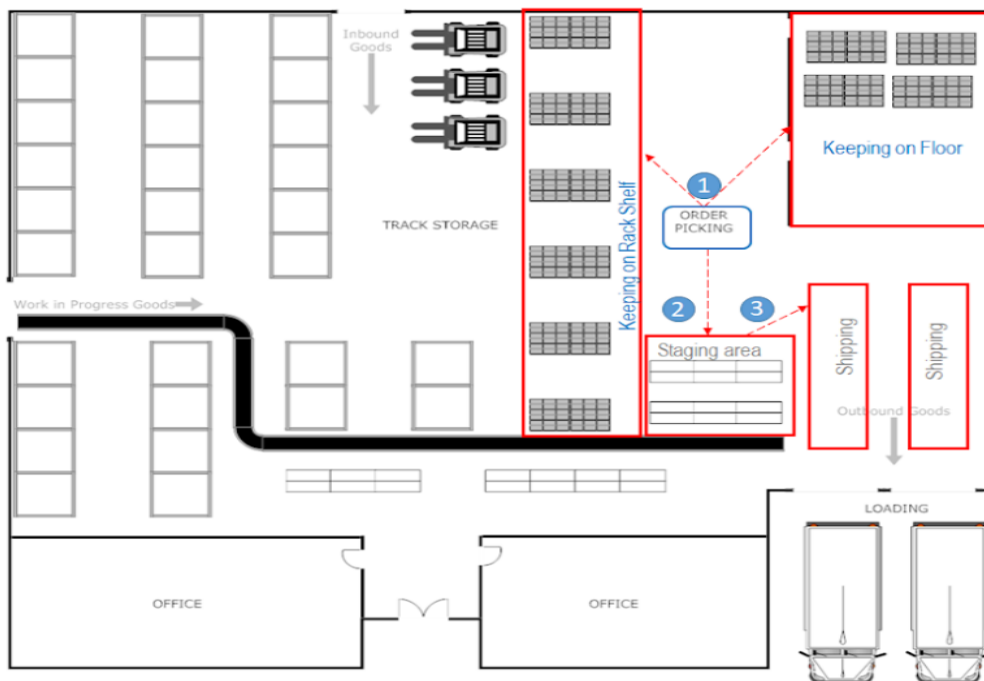 Inbound
Goods
TRACK STORAGE
Keeping on Rack Shelf
1
ORDER
PICKING
Keeping on Floor
Work in Progress Goods
2
3
Staging area
Shipping
Shipping
Outbound Goods
LOADING
OFFICE
OFFICE